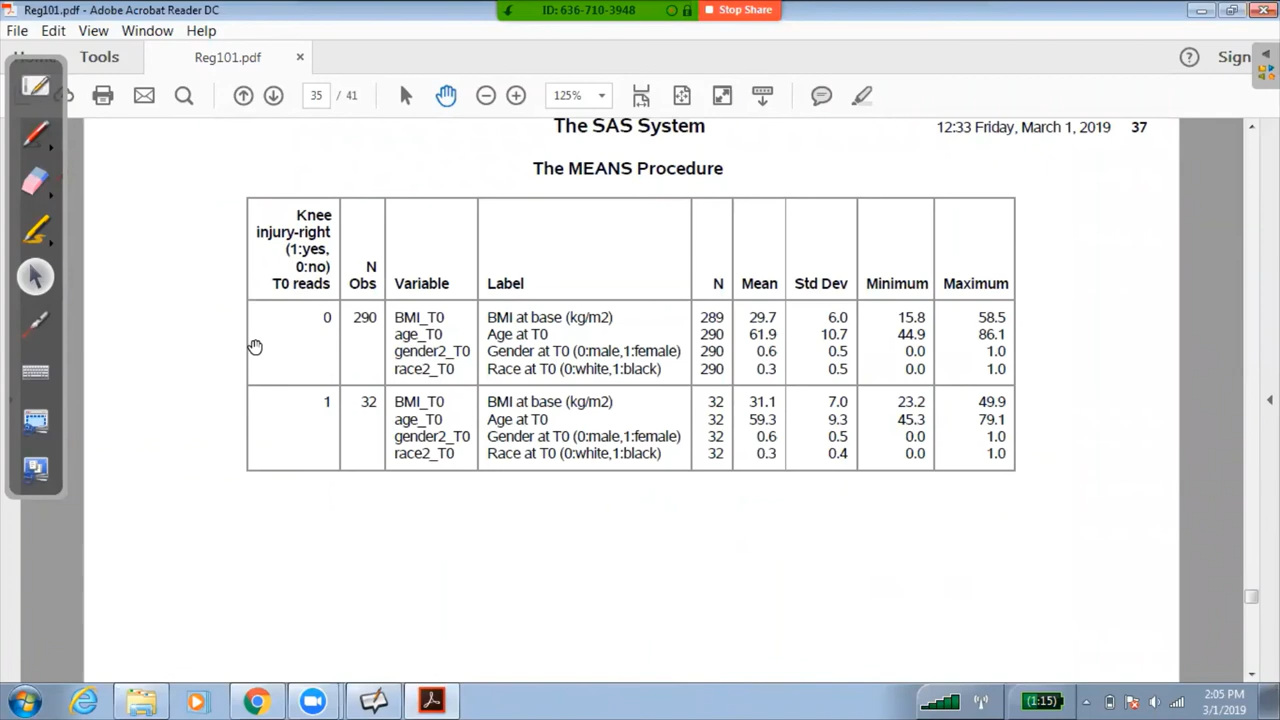 Reg101.pdf - Adobe Acrobat Reader DC
ID: 636-710-3948
Stop Share
File Edit View Window Help
Tools
Reg101.pdf
Sign
35 / 41
125%
The SAS System
12:33 Friday, March 1, 2019 37
The MEANS Procedure
Knee
injury-right
(1:yes,
0:no)
T0 reads
N
Obs
Variable Label N Mean Std Dev Minimum Maximum
0 290 BMI_T0 BMI at base (kg/m2) 289 29.7 6.0 15.8 58.5
age_T0 Age at T0 290 61.9 10.7 44.9 86.1
gender2_T0 Gender at T0 (0:male,1:female) 290 0.6 0.5 0.0 1.0
race2_T0 Race at T0 (0:white,1:black) 290 0.3 0.5 0.0 1.0
1 32 BMI_T0 BMI at base (kg/m2) 32 31.1 7.0 23.2 49.9
age_T0 Age at T0 32 59.3 9.3 45.3 79.1
gender2_T0 Gender at T0 (0:male,1:female) 32 0.6 0.5 0.0 1.0
race2_T0 Race at T0 (0:white,1:black) 32 0.3 0.4 0.0 1.0
(1:15)
2:05 PM
3/1/2019